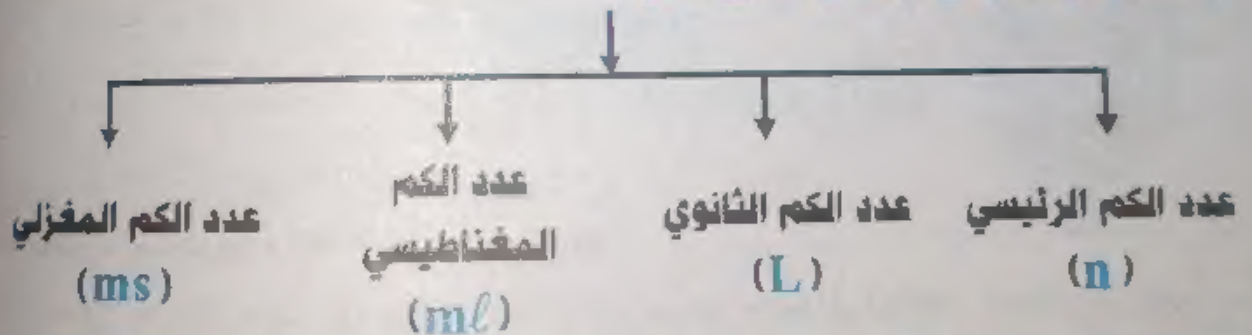 عدد الكم الرئيسي
(n)
عدد الكم الثانوي
(L)
عدد الكم
المغناطيسي
(mℓ)
عدد الكم المغزلي
(ms)